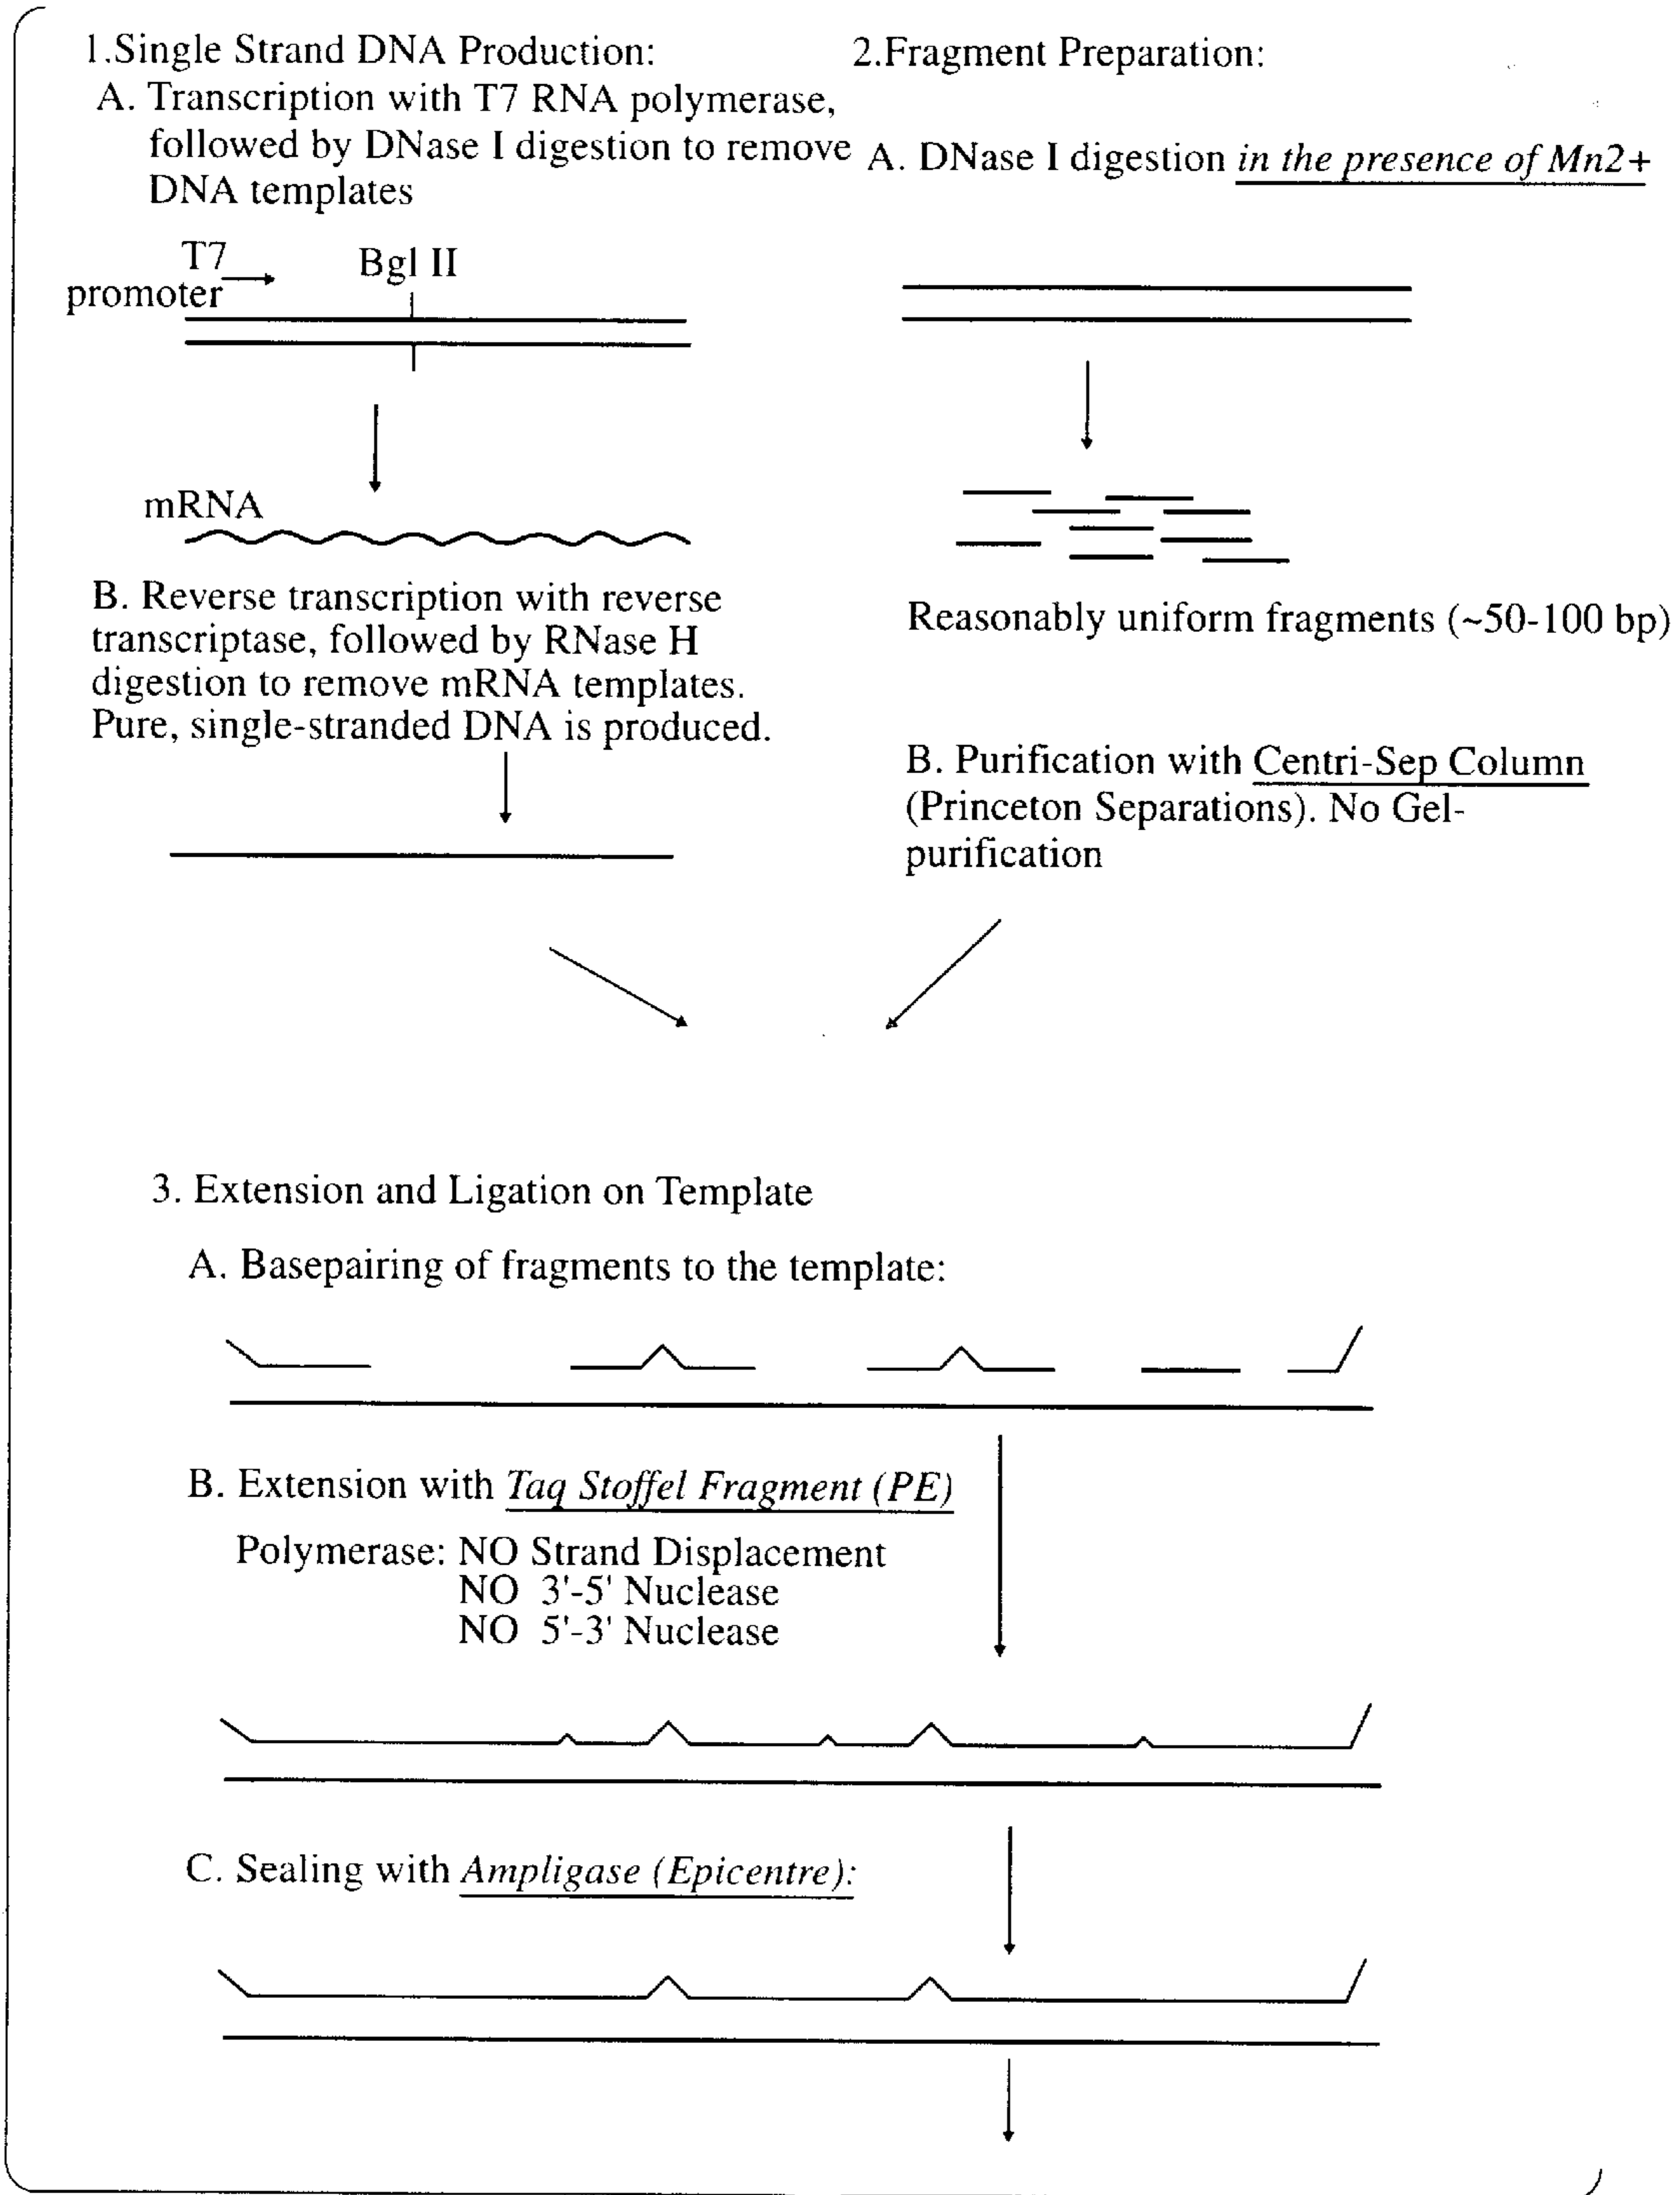 1.Single Strand DNA Production:
A. Transcription with T7 RNA polymerase,
followed by DNase I digestion to remove
DNA templates
T7
promoter
Bgl II
mRNA
B. Reverse transcription with reverse
transcriptase, followed by RNase H
digestion to remove mRNA templates.
Pure, single-stranded DNA is produced.
2.Fragment Preparation:
A. DNase I digestion in the presence of Mn2+
Reasonably uniform fragments (~50-100 bp)
B. Purification with Centri-Sep Column
(Princeton Separations). No Gel-
purification
3. Extension and Ligation on Template
A. Basepairing of fragments to the template:
B. Extension with Taq Stoffel Fragment (PE)
Polymerase: NO Strand Displacement
NO 3'-5' Nuclease
NO 5'-3' Nuclease
C. Sealing with Ampligase (Epicentre):